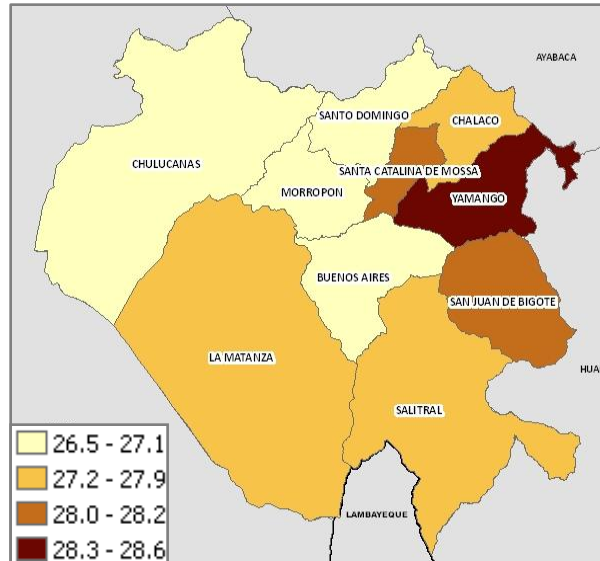 AYABACA
SANTO DOMINGO
CHALACO
CHULUCANAS
SANTA CATALINA DE MOSSA
MORROPON
YAMANGO
BUENOS AIRES
SAN JUAN DE BIGOTE
LA MATANZA
HUA
SALITRAL
LAMBAYEQUE
26.5 - 27.1
27.2 - 27.9
28.0 - 28.2
28.3 - 28.6